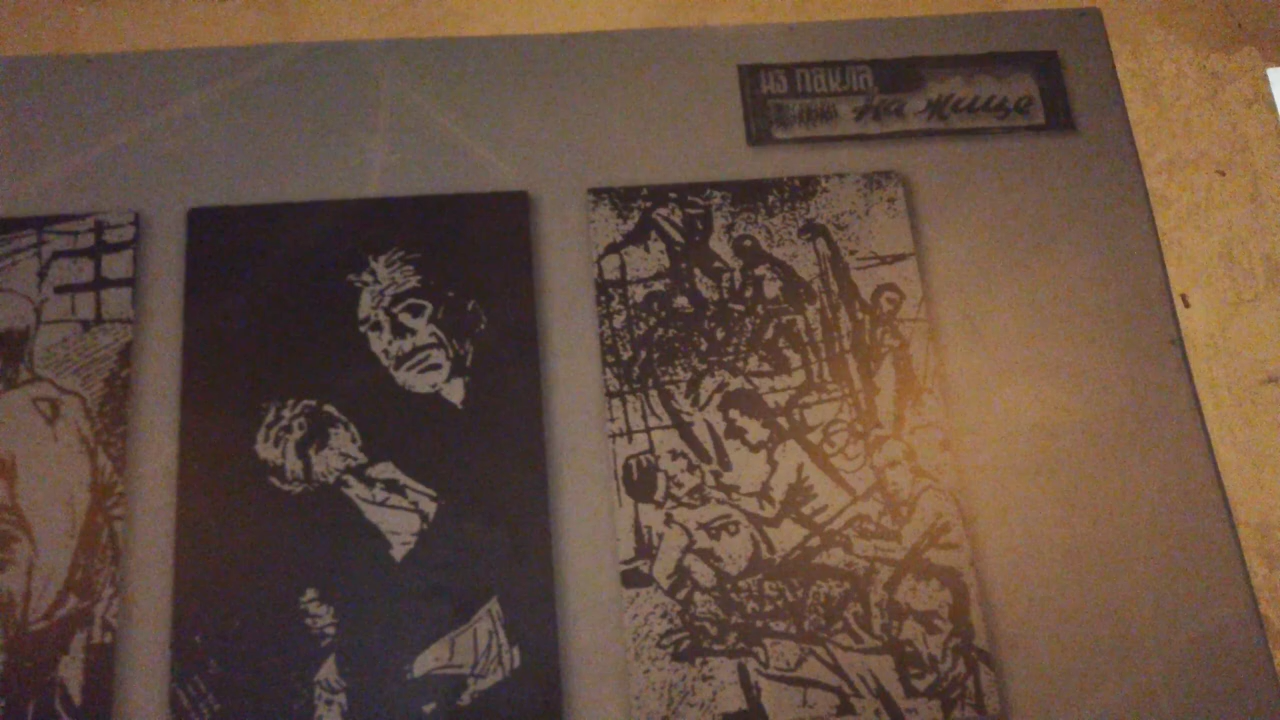 из пакла
на жице